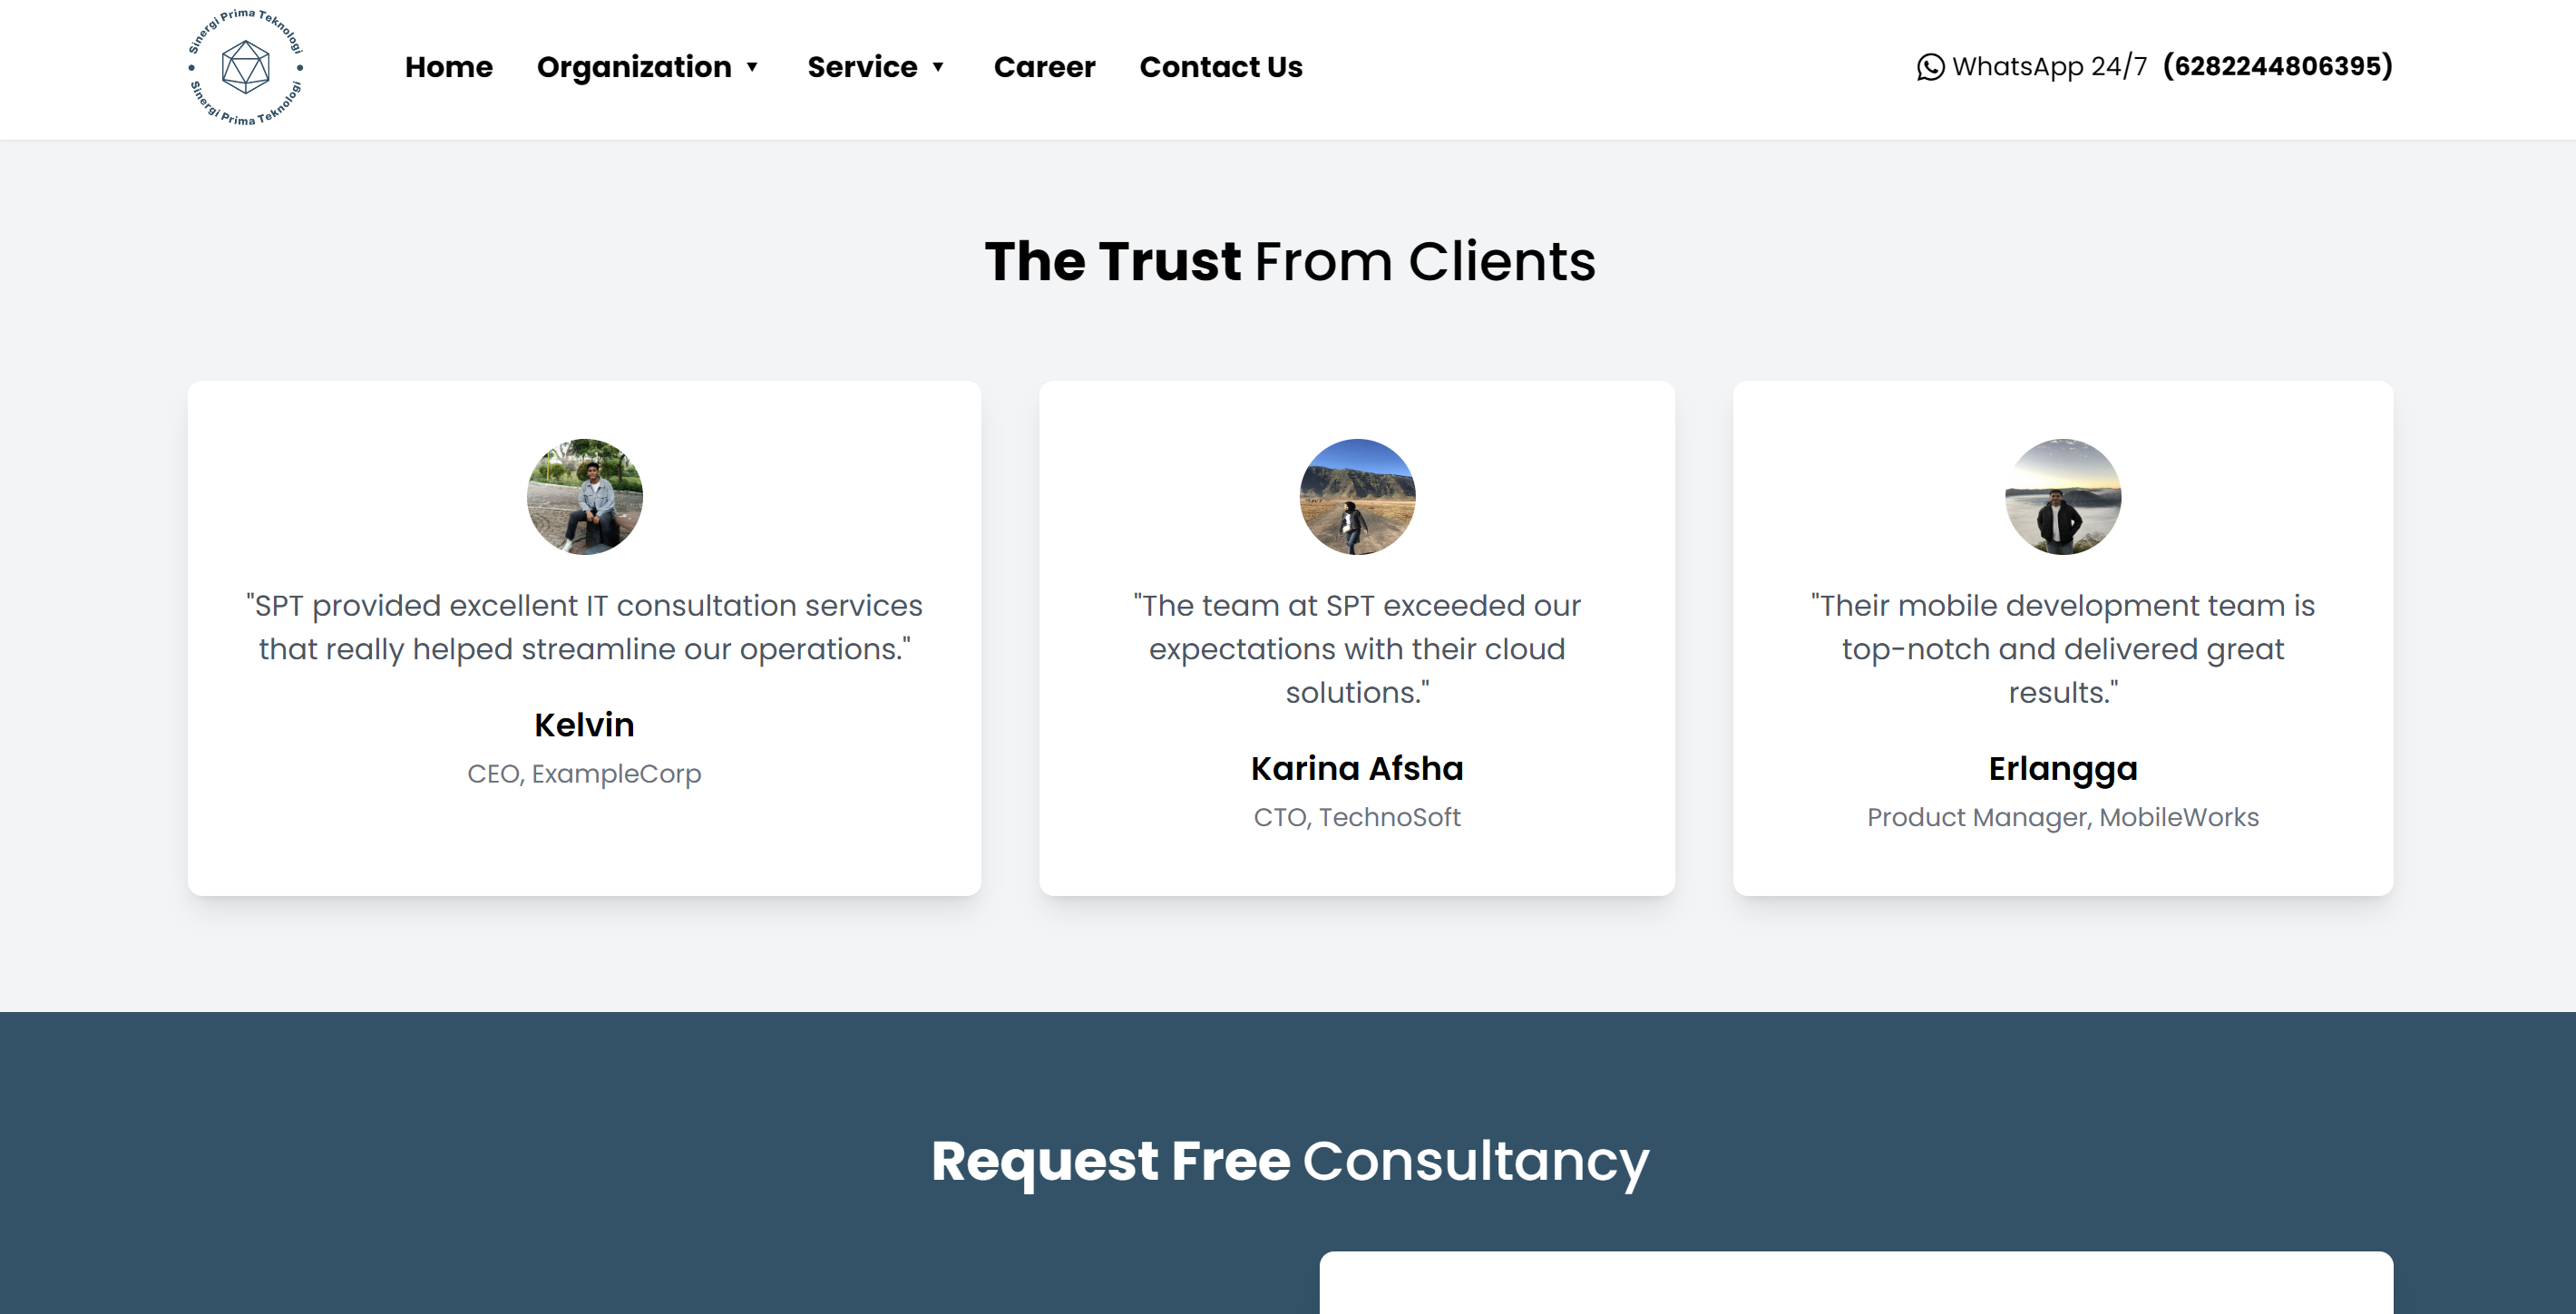 Sinergi Prima Teknologi
Sinergi Prima Teknologi
Home Organization Service Career Contact Us
WhatsApp 24/7 (6282244806395)
The Trust From Clients
"SPT provided excellent IT consultation services
that really helped streamline our operations."
Kelvin
CEO, ExampleCorp
"The team at SPT exceeded our
expectations with their cloud
solutions."
Karina Afsha
CTO, TechnoSoft
"Their mobile development team is
top-notch and delivered great
results."
Erlangga
Product Manager, MobileWorks
Request Free Consultancy